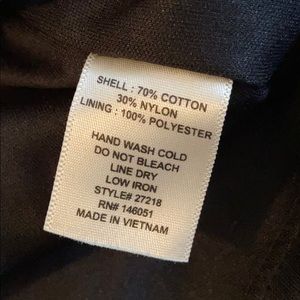 SHELL : 70% COTTON
30% NYLON
LINING : 100% POLYESTER
HAND WASH COLD
DO NOT BLEACH
LINE DRY
LOW IRON
STYLE# 27218
RN# 146051
MADE IN VIETNAM